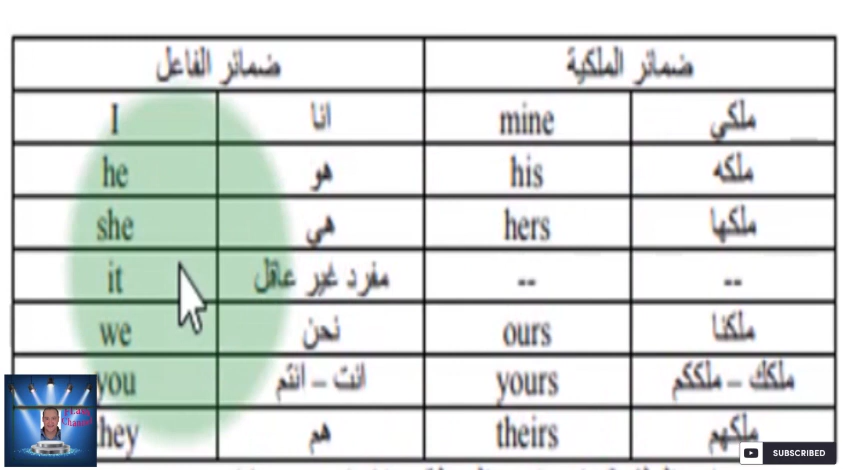 ضمائر الفاعل ضمائر الملكية
I انا mine ملكي
he هو his ملكه
she هي hers ملكها
it مفرد غير عاقل -- --
we نحن ours ملكنا
you انت – انتم yours ملكك – ملككم
they هم theirs ملكهم
SUBSCRIBED